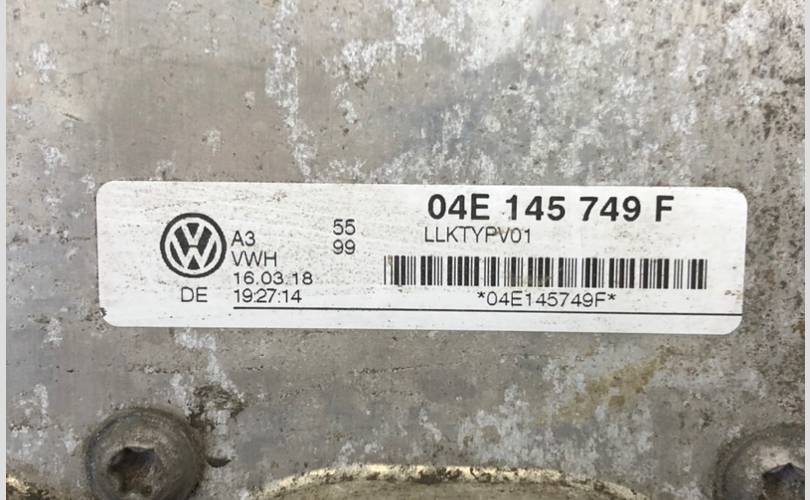 04E 145 749 F
LLKTYPV01
A3
VWH
16.03.18
19:27:14
DE
55
99
*04E145749F*